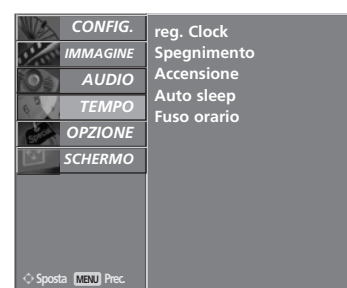 CONFIG.
IMMAGINE
AUDIO
TEMPO
OPZIONE
SCHERMO
reg. Clock
Spegnimento
Accensione
Auto sleep
Fuso orario
Sposta MENU Prec.